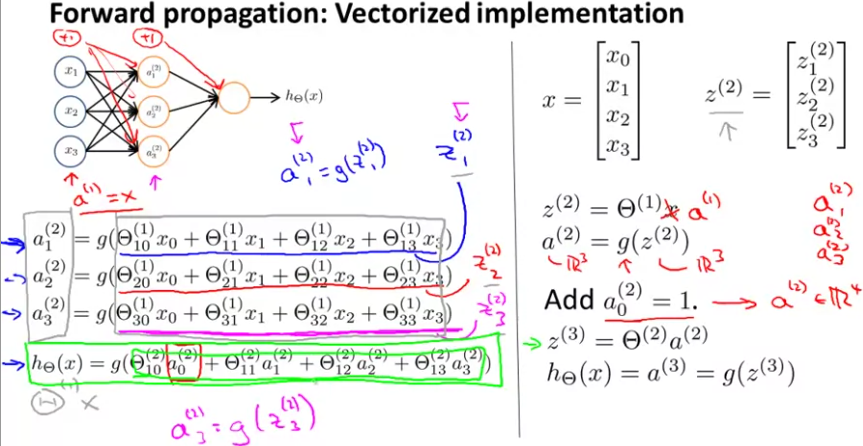 Forward propagation: Vectorized implementation
+1 +1
x₁ a₁⁽²⁾
x₂ a₂⁽²⁾ h_Θ(x)
x₃ a₃⁽²⁾
a⁽¹⁾ = x
a₁⁽²⁾ = g(z₁⁽²⁾)
z₁⁽²⁾
a₁⁽²⁾ = g(Θ₁₀⁽¹⁾x₀ + Θ₁₁⁽¹⁾x₁ + Θ₁₂⁽¹⁾x₂ + Θ₁₃⁽¹⁾x₃)
z₂⁽²⁾
a₂⁽²⁾ = g(Θ₂₀⁽¹⁾x₀ + Θ₂₁⁽¹⁾x₁ + Θ₂₂⁽¹⁾x₂ + Θ₂₃⁽¹⁾x₃)
z₃⁽²⁾
a₃⁽²⁾ = g(Θ₃₀⁽¹⁾x₀ + Θ₃₁⁽¹⁾x₁ + Θ₃₂⁽¹⁾x₂ + Θ₃₃⁽¹⁾x₃)
h_Θ(x) = g(Θ₁₀⁽²⁾a₀⁽²⁾ + Θ₁₁⁽²⁾a₁⁽²⁾ + Θ₁₂⁽²⁾a₂⁽²⁾ + Θ₁₃⁽²⁾a₃⁽²⁾)
Θ⁽¹⁾ x
a₃⁽²⁾ = g(z₃⁽²⁾)
x =
x₀
x₁
x₂
x₃
z⁽²⁾ =
z₁⁽²⁾
z₂⁽²⁾
z₃⁽²⁾
z⁽²⁾ = Θ⁽¹⁾x a⁽¹⁾
a⁽²⁾ = g(z⁽²⁾)
ℝ³ ℝ³
a₁⁽²⁾
a₂⁽²⁾
a₃⁽²⁾
Add a₀⁽²⁾ = 1. → a⁽²⁾ ∈ ℝ⁴
z⁽³⁾ = Θ⁽²⁾a⁽²⁾
h_Θ(x) = a⁽³⁾ = g(z⁽³⁾)